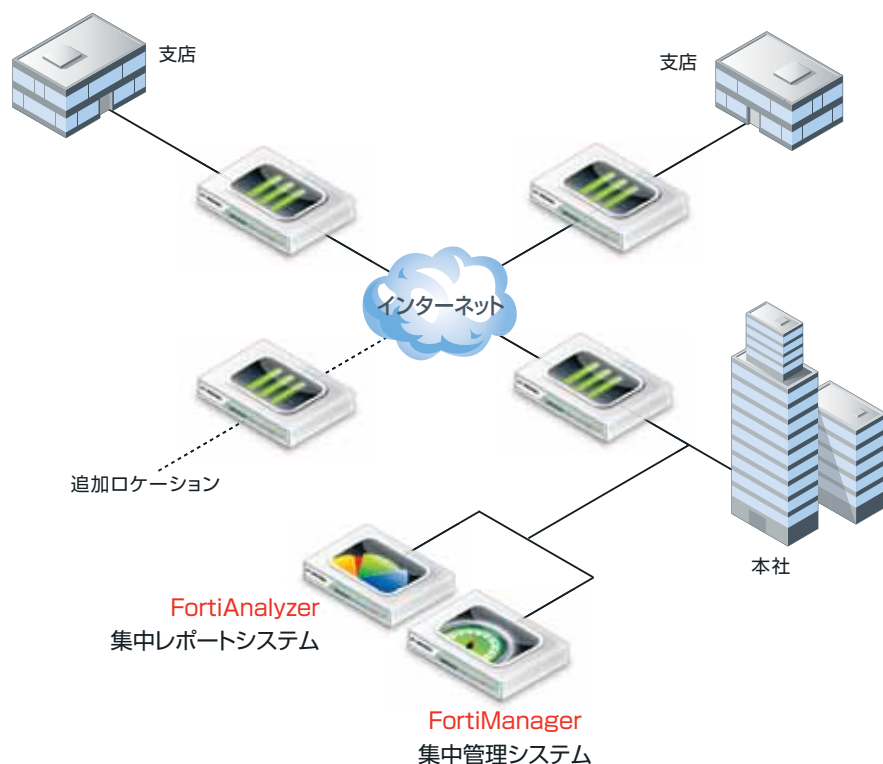 支店
支店
インターネット
追加ロケーション
本社
FortiAnalyzer
集中レポートシステム
FortiManager
集中管理システム